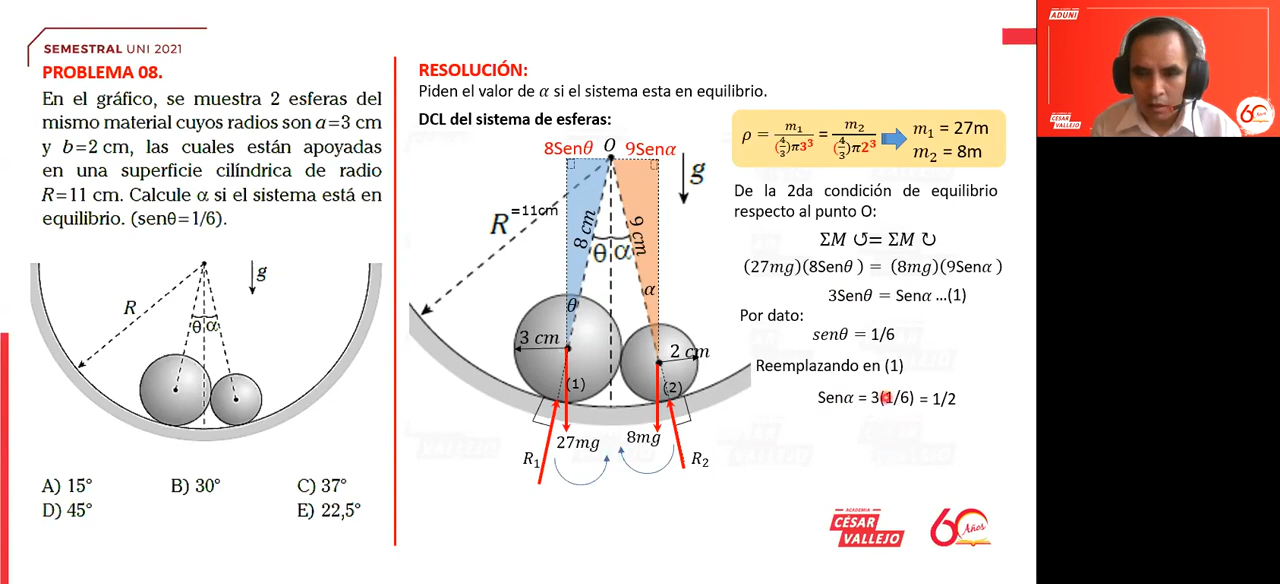 SEMESTRAL UNI 2021
PROBLEMA 08.
En el gráfico, se muestra 2 esferas del
mismo material cuyos radios son a=3 cm
y b=2 cm, las cuales están apoyadas
en una superficie cilíndrica de radio
R=11 cm. Calcule α si el sistema está en
equilibrio. (senθ=1/6).
g
R
θ α
A) 15° B) 30° C) 37°
D) 45° E) 22,5°
RESOLUCIÓN:
Piden el valor de α si el sistema esta en equilibrio.
DCL del sistema de esferas:
8Senθ O 9Senα
g
R =11cm
8 cm 9 cm
θ α
θ α
3 cm 2 cm
(1) (2)
27mg 8mg
R₁ R₂
ρ = m₁/((4/3)π3³) = m₂/((4/3)π2³)
m₁ = 27m
m₂ = 8m
De la 2da condición de equilibrio
respecto al punto O:
ΣM ↺= ΣM ↻
(27mg)(8Senθ ) = (8mg)(9Senα )
3Senθ = Senα ...(1)
Por dato:
senθ = 1/6
Reemplazando en (1)
Senα = 3(1/6) = 1/2
ACADEMIA
CÉSAR
VALLEJO
60 Años
ADUNI
CÉSAR
VALLEJO
60 Años